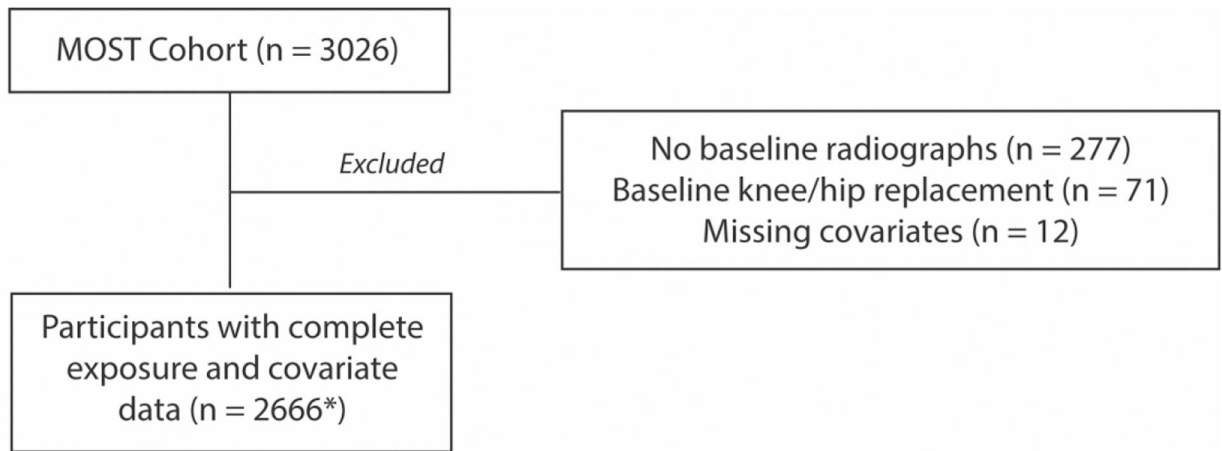 MOST Cohort (n = 3026)
Excluded
No baseline radiographs (n = 277)
Baseline knee/hip replacement (n = 71)
Missing covariates (n = 12)
Participants with complete
exposure and covariate
data (n = 2666*)